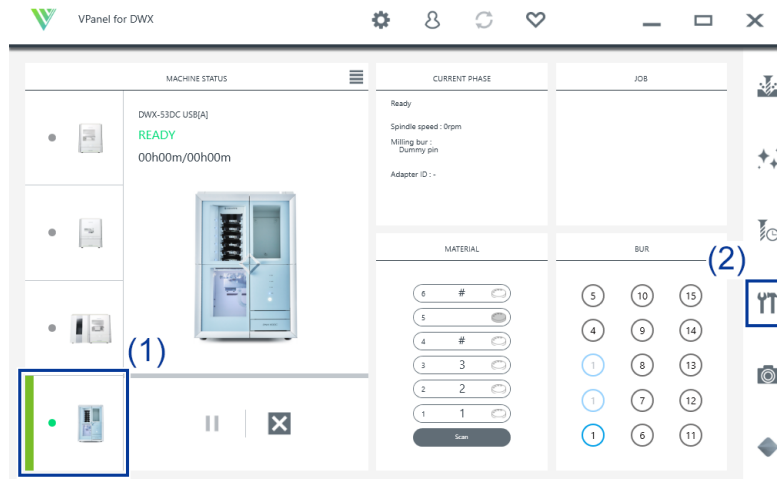 VPanel for DWX
MACHINE STATUS
DWX-53DC USB[A]
READY
00h00m/00h00m
(1)
CURRENT PHASE
Ready
Spindle speed : 0rpm
Milling bur :
Dummy pin
Adapter ID : -
JOB
MATERIAL
6 #
5
4 #
3 3
2 2
1 1
Scan
BUR
(2)
5 10 15
4 9 14
1 8 13
1 7 12
1 6 11